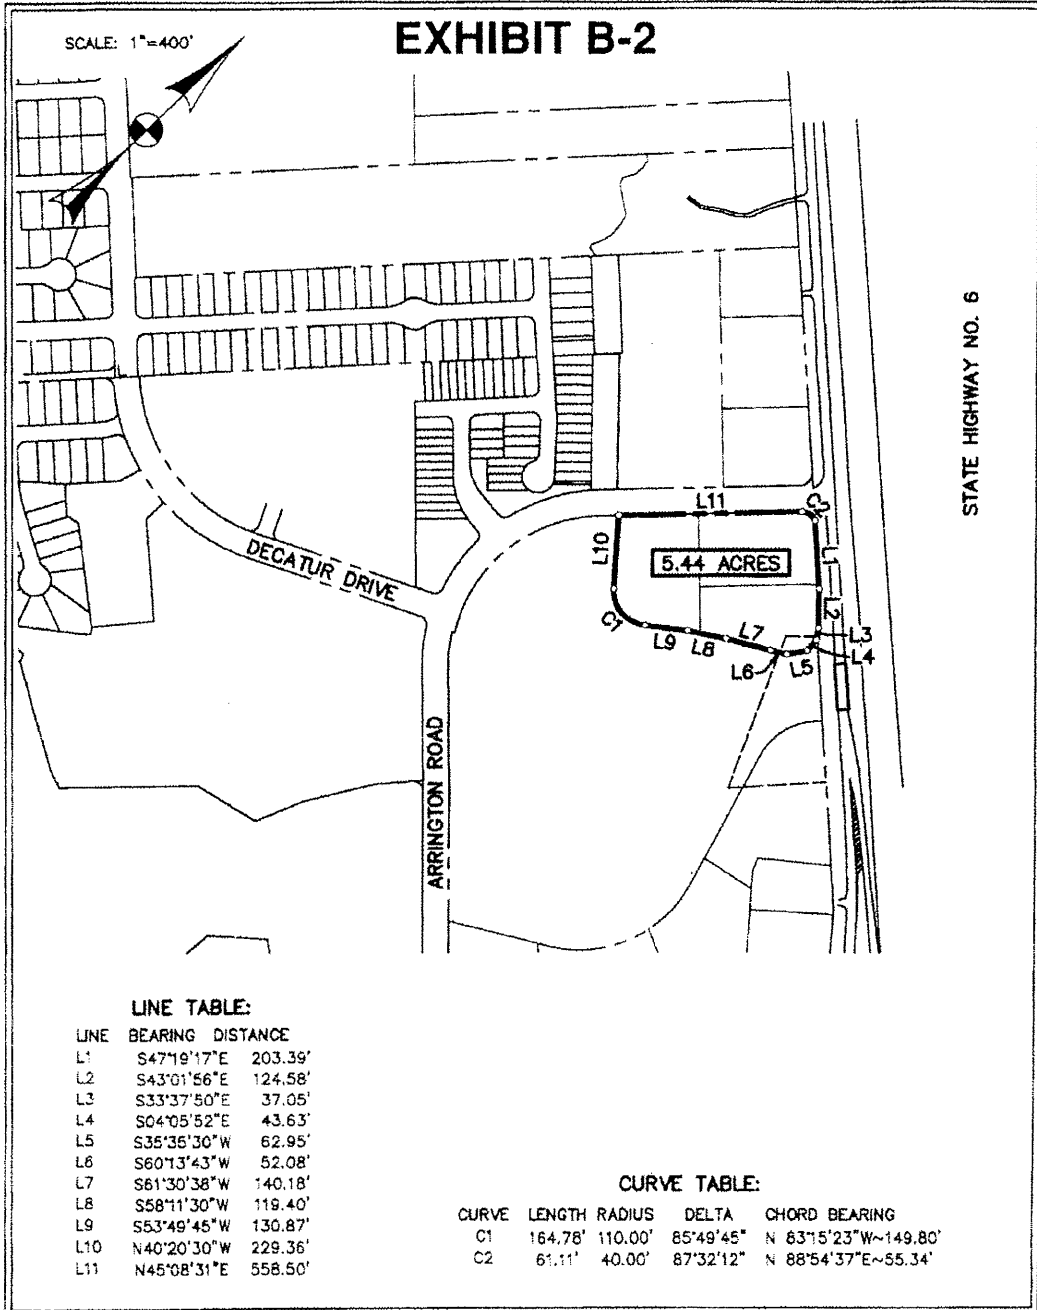 EXHIBIT B-2
SCALE: 1"=400'
STATE HIGHWAY NO. 6
L11
C2
L10
5.44 ACRES
L1
DECATUR DRIVE
L2
C1
L9
L8
L7
L3
L6
L5
L4
ARRINGTON ROAD
LINE TABLE:
LINE BEARING DISTANCE
L1 S47°19'17"E 203.39'
L2 S43°01'56"E 124.58'
L3 S33°37'50"E 37.05'
L4 S04°05'52"E 43.63'
L5 S35°35'30"W 62.95'
L6 S60°13'43"W 52.08'
L7 S61°30'38"W 140.18'
L8 S58°11'30"W 119.40'
L9 S53°49'45"W 130.87'
L10 N40°20'30"W 229.36'
L11 N45°08'31"E 558.50'
CURVE TABLE:
CURVE LENGTH RADIUS DELTA CHORD BEARING
C1 164.78' 110.00' 85°49'45" N 83°15'23"W~149.80'
C2 61.11' 40.00' 87°32'12" N 88°54'37"E~55.34'